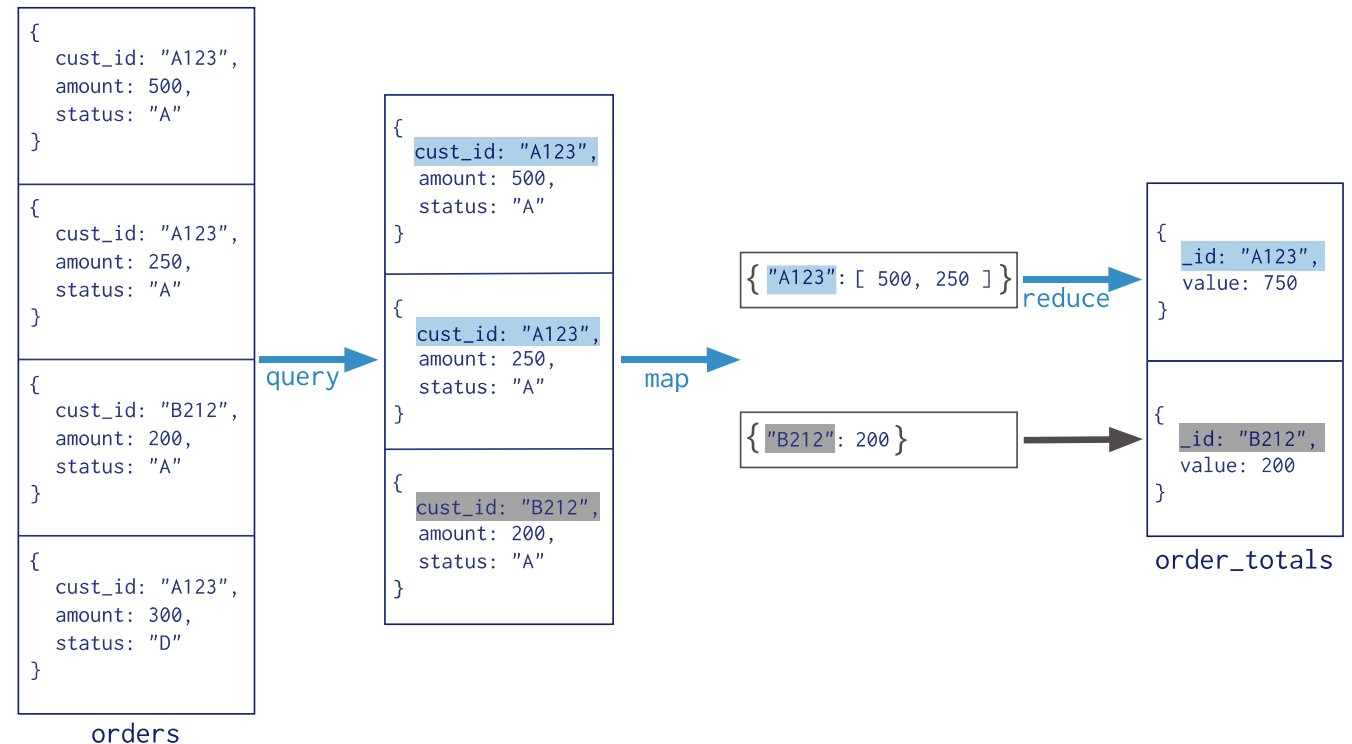 {
cust_id: "A123",
amount: 500,
status: "A"
}
{
cust_id: "A123",
amount: 250,
status: "A"
}
{
cust_id: "B212",
amount: 200,
status: "A"
}
{
cust_id: "A123",
amount: 300,
status: "D"
}
orders
query
{
cust_id: "A123",
amount: 500,
status: "A"
}
{
cust_id: "A123",
amount: 250,
status: "A"
}
{
cust_id: "B212",
amount: 200,
status: "A"
}
map
{ "A123": [ 500, 250 ] }
{ "B212": 200 }
reduce
{
_id: "A123",
value: 750
}
{
_id: "B212",
value: 200
}
order_totals